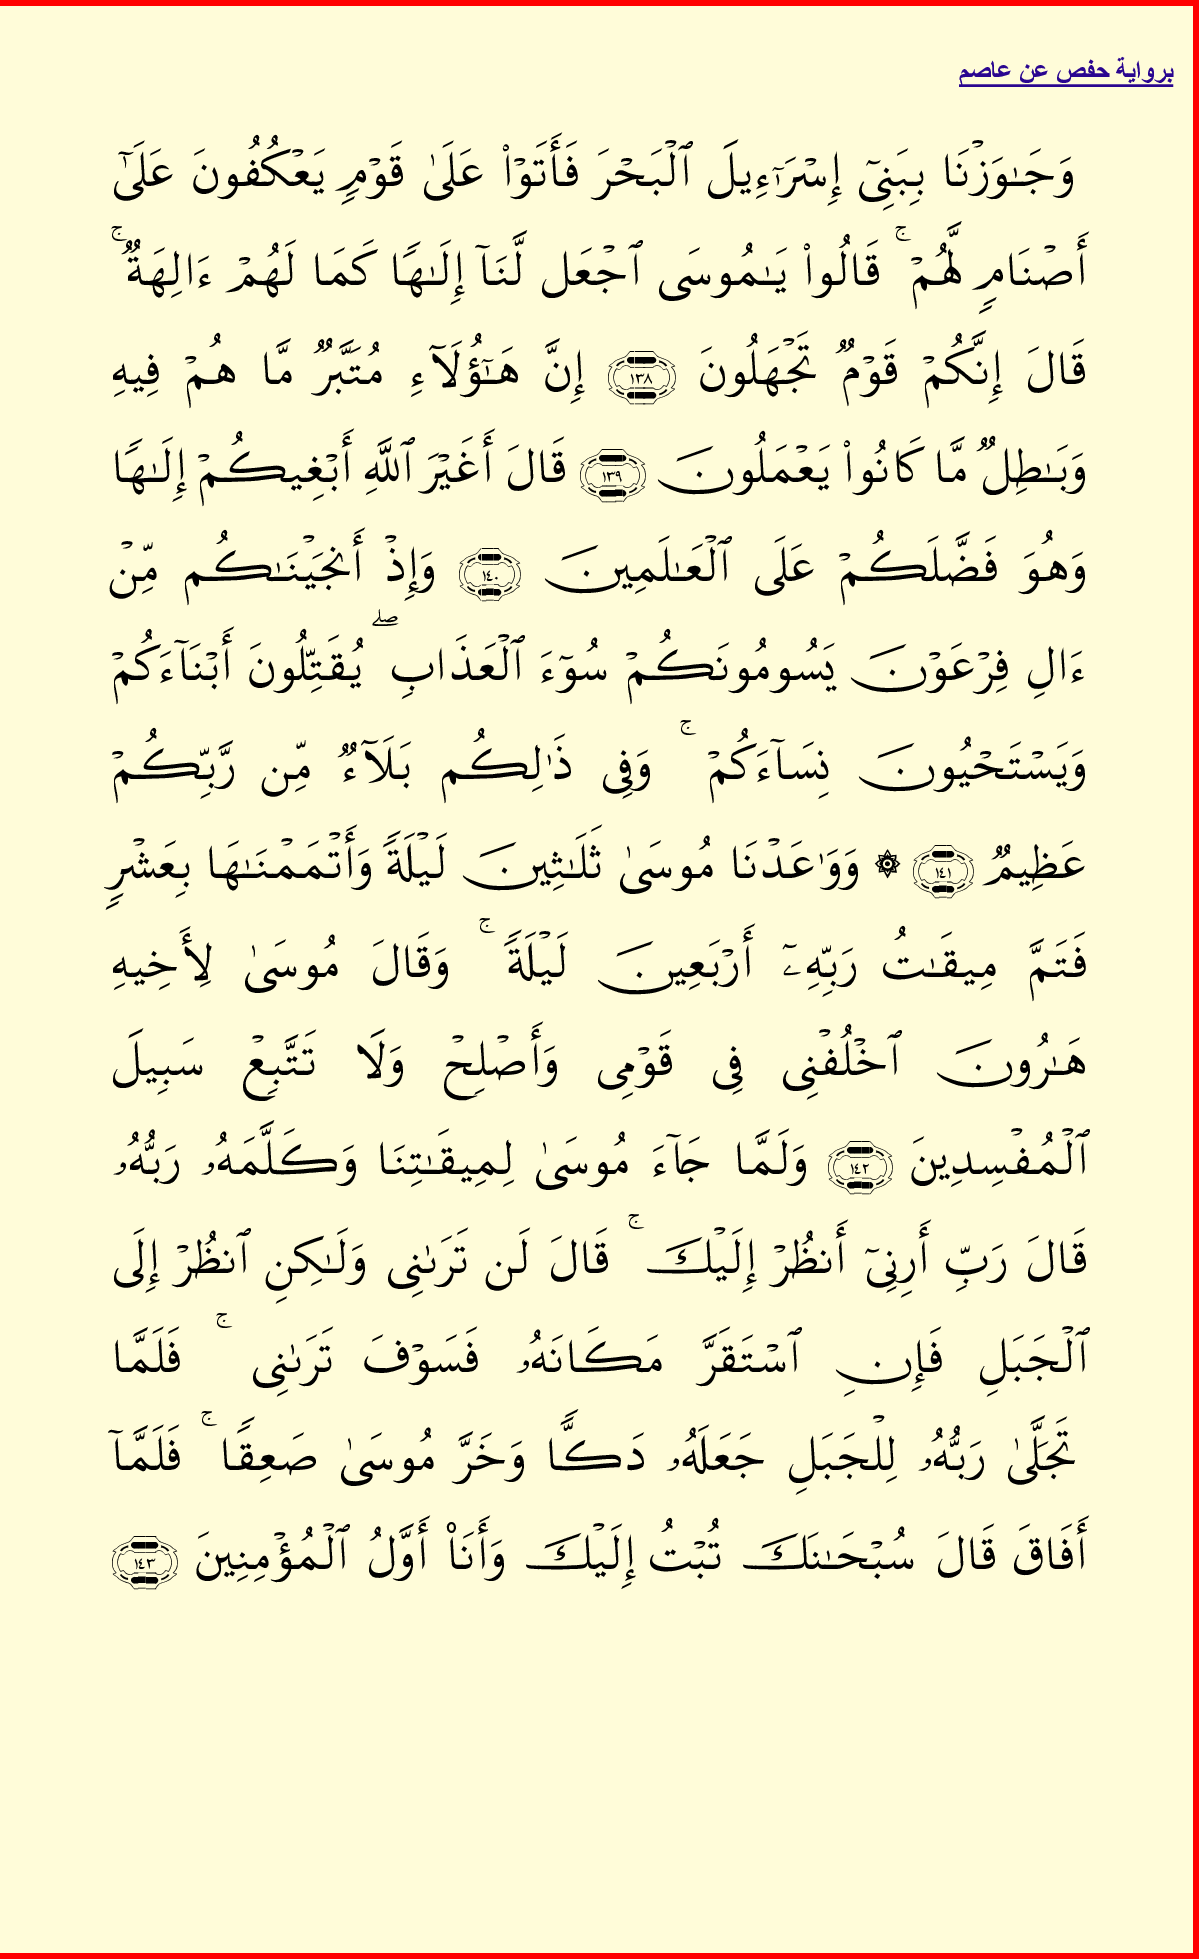 برواية حفص عن عاصم
وَجَـٰوَزْنَا بِبَنِىٓ إِسْرَٰٓءِيلَ ٱلْبَحْرَ فَأَتَوْا۟ عَلَىٰ قَوْمٍۢ يَعْكُفُونَ عَلَىٰٓ
أَصْنَامٍۢ لَّهُمْ ۚ قَالُوا۟ يَـٰمُوسَى ٱجْعَل لَّنَآ إِلَـٰهًۭا كَمَا لَهُمْ ءَالِهَةٌۭ ۚ
قَالَ إِنَّكُمْ قَوْمٌۭ تَجْهَلُونَ ١٣٨ إِنَّ هَـٰٓؤُلَآءِ مُتَبَّرٌۭ مَّا هُمْ فِيهِ
وَبَـٰطِلٌۭ مَّا كَانُوا۟ يَعْمَلُونَ ١٣٩ قَالَ أَغَيْرَ ٱللَّهِ أَبْغِيكُمْ إِلَـٰهًۭا
وَهُوَ فَضَّلَكُمْ عَلَى ٱلْعَـٰلَمِينَ ١٤٠ وَإِذْ أَنجَيْنَـٰكُم مِّنْ
ءَالِ فِرْعَوْنَ يَسُومُونَكُمْ سُوٓءَ ٱلْعَذَابِ ۖ يُقَتِّلُونَ أَبْنَآءَكُمْ
وَيَسْتَحْيُونَ نِسَآءَكُمْ ۚ وَفِى ذَٰلِكُم بَلَآءٌۭ مِّن رَّبِّكُمْ
عَظِيمٌۭ ١٤١ ۞ وَوَٰعَدْنَا مُوسَىٰ ثَلَـٰثِينَ لَيْلَةًۭ وَأَتْمَمْنَـٰهَا بِعَشْرٍۢ
فَتَمَّ مِيقَـٰتُ رَبِّهِۦٓ أَرْبَعِينَ لَيْلَةًۭ ۚ وَقَالَ مُوسَىٰ لِأَخِيهِ
هَـٰرُونَ ٱخْلُفْنِى فِى قَوْمِى وَأَصْلِحْ وَلَا تَتَّبِعْ سَبِيلَ
ٱلْمُفْسِدِينَ ١٤٢ وَلَمَّا جَآءَ مُوسَىٰ لِمِيقَـٰتِنَا وَكَلَّمَهُۥ رَبُّهُۥ
قَالَ رَبِّ أَرِنِىٓ أَنظُرْ إِلَيْكَ ۚ قَالَ لَن تَرَىٰنِى وَلَـٰكِنِ ٱنظُرْ إِلَى
ٱلْجَبَلِ فَإِنِ ٱسْتَقَرَّ مَكَانَهُۥ فَسَوْفَ تَرَىٰنِى ۚ فَلَمَّا
تَجَلَّىٰ رَبُّهُۥ لِلْجَبَلِ جَعَلَهُۥ دَكًّۭا وَخَرَّ مُوسَىٰ صَعِقًۭا ۚ فَلَمَّآ
أَفَاقَ قَالَ سُبْحَـٰنَكَ تُبْتُ إِلَيْكَ وَأَنَا۠ أَوَّلُ ٱلْمُؤْمِنِينَ ١٤٣